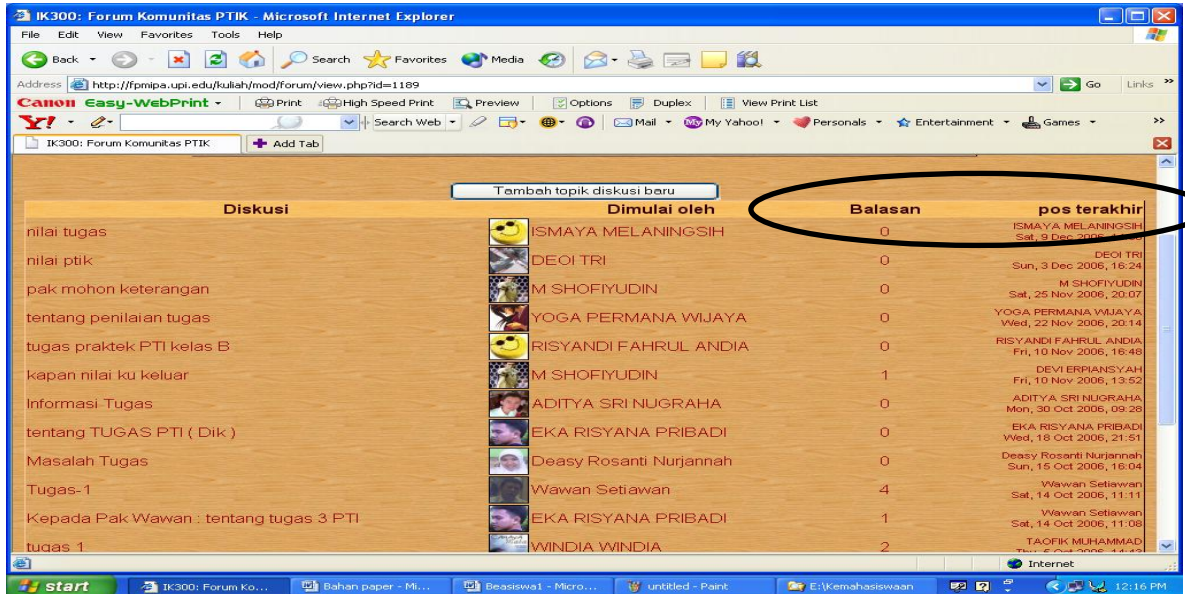 IK300: Forum Komunitas PTIK - Microsoft Internet Explorer
File Edit View Favorites Tools Help
Back Search Favorites Media
Address http://fpmipa.upi.edu/kuliah/mod/forum/view.php?id=1189 Go Links »
Canon Easy-WebPrint Print High Speed Print Preview Options Duplex View Print List
Y! Search Web Mail My My Yahoo! Personals Entertainment Games »
IK300: Forum Komunitas PTIK Add Tab
Tambah topik diskusi baru
Diskusi Dimulai oleh Balasan pos terakhir
nilai tugas ISMAYA MELANINGSIH 0 ISMAYA MELANINGSIH
Sat, 9 Dec 2006,
nilai ptik DEOI TRI 0 DEOI TRI
Sun, 3 Dec 2006, 16:24
pak mohon keterangan M SHOFIYUDIN 0 M SHOFIYUDIN
Sat, 25 Nov 2006, 20:07
tentang penilaian tugas YOGA PERMANA WIJAYA 0 YOGA PERMANA WIJAYA
Wed, 22 Nov 2006, 20:14
tugas praktek PTI kelas B RISYANDI FAHRUL ANDIA 0 RISYANDI FAHRUL ANDIA
Fri, 10 Nov 2006, 16:48
kapan nilai ku keluar M SHOFIYUDIN 1 DEVI ERPIANSYAH
Fri, 10 Nov 2006, 13:52
Informasi Tugas ADITYA SRI NUGRAHA 0 ADITYA SRI NUGRAHA
Mon, 30 Oct 2006, 09:28
tentang TUGAS PTI ( Dik ) EKA RISYANA PRIBADI 0 EKA RISYANA PRIBADI
Wed, 18 Oct 2006, 21:51
Masalah Tugas Deasy Rosanti Nurjannah 0 Deasy Rosanti Nurjannah
Sun, 15 Oct 2006, 16:04
Tugas-1 Wawan Setiawan 4 Wawan Setiawan
Sat, 14 Oct 2006, 11:11
Kepada Pak Wawan : tentang tugas 3 PTI EKA RISYANA PRIBADI 1 Wawan Setiawan
Sat, 14 Oct 2006, 11:08
tugas 1 WINDIA WINDIA 2 TAOFIK MUHAMMAD
Thu, 5 Oct 2006, 14:43
Internet
start IK300: Forum Ko... Bahan paper - Mi... Beasiswa1 - Micro... untitled - Paint E:\Kemahasiswaan 12:16 PM